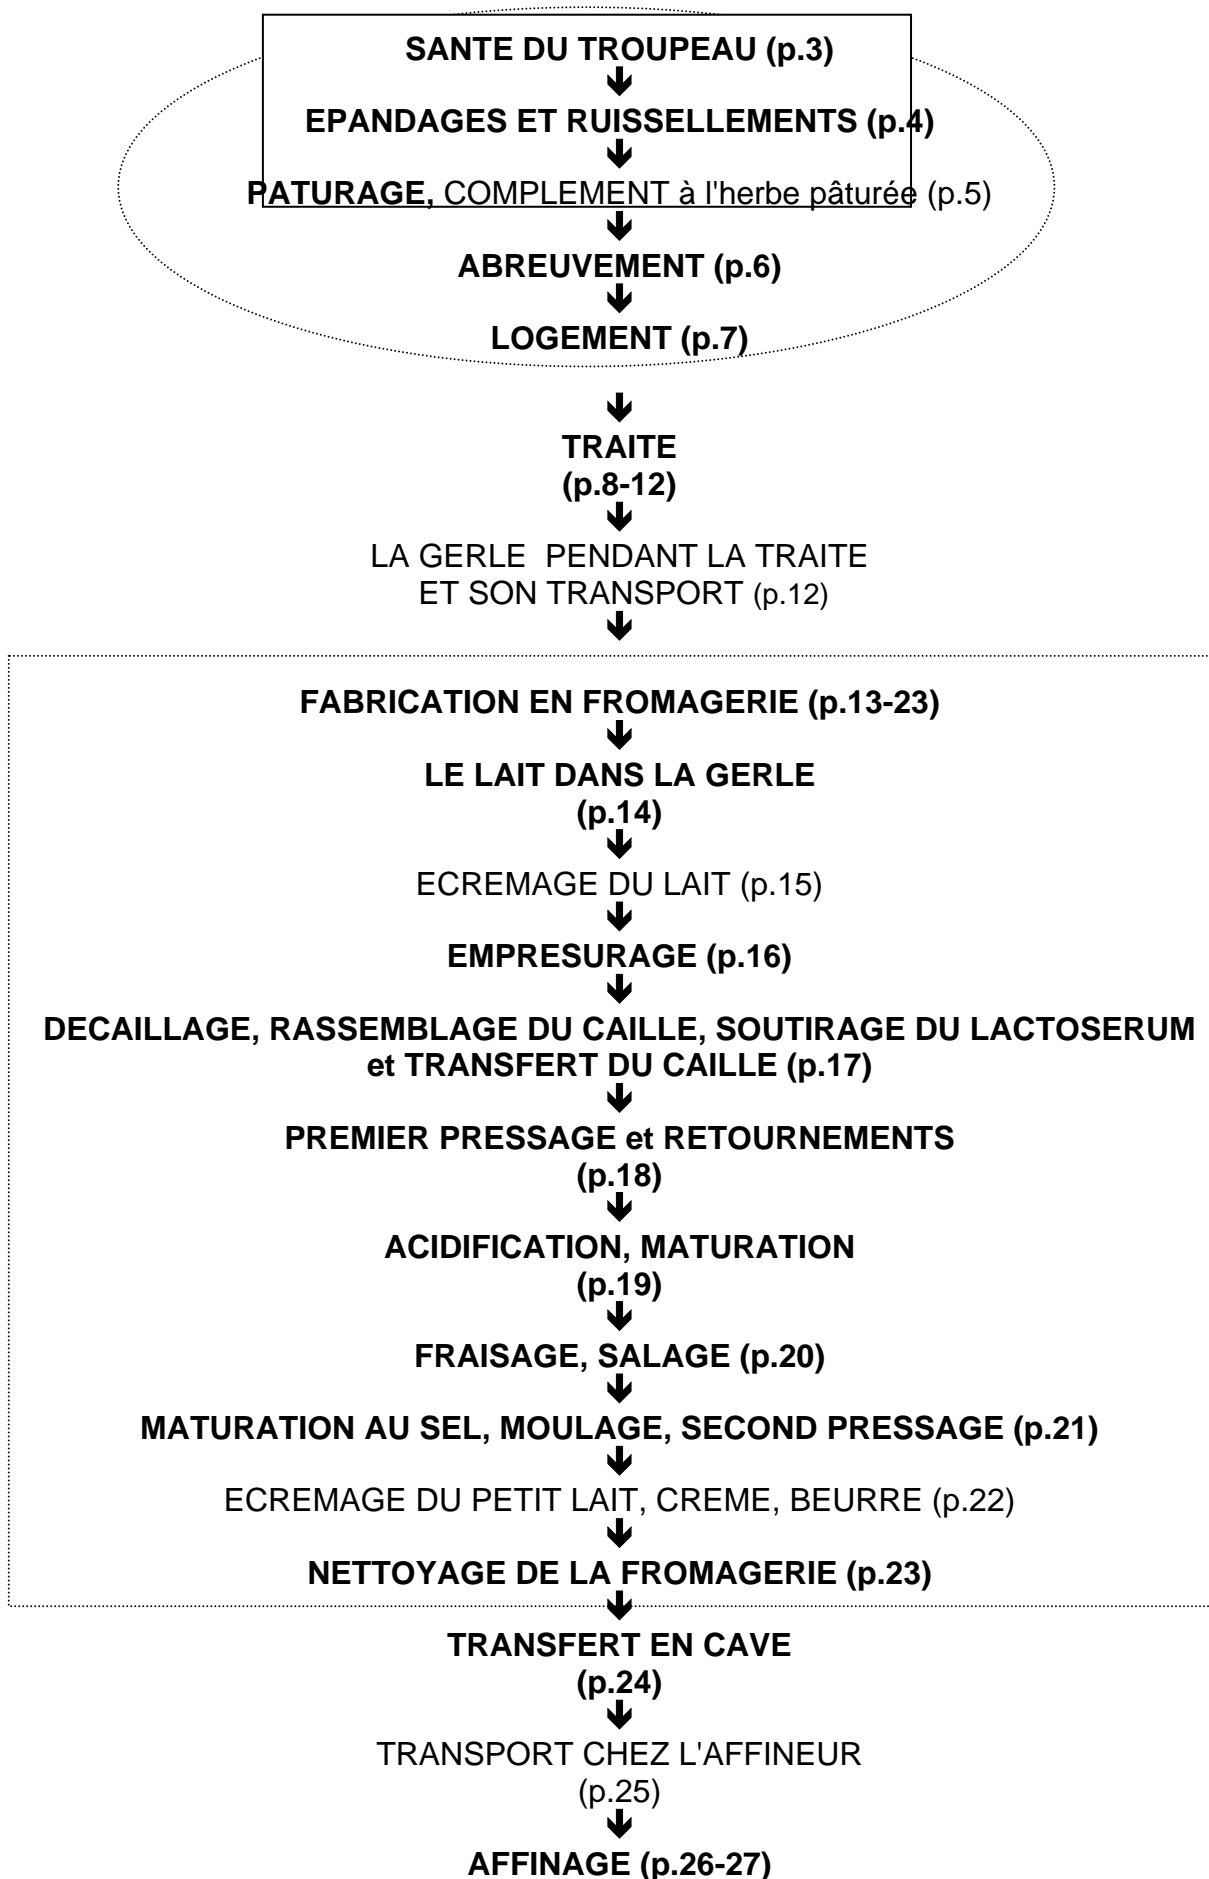 SANTE DU TROUPEAU (p.3)
EPANDAGES ET RUISSELLEMENTS (p.4)
PATURAGE, COMPLEMENT à l'herbe pâturée (p.5)
ABREUVEMENT (p.6)
LOGEMENT (p.7)
TRAITE
(p.8-12)
LA GERLE PENDANT LA TRAITE
ET SON TRANSPORT (p.12)
FABRICATION EN FROMAGERIE (p.13-23)
LE LAIT DANS LA GERLE
(p.14)
ECREMAGE DU LAIT (p.15)
EMPRESURAGE (p.16)
DECAILLAGE, RASSEMBLAGE DU CAILLE, SOUTIRAGE DU LACTOSERUM
et TRANSFERT DU CAILLE (p.17)
PREMIER PRESSAGE et RETOURNEMENTS
(p.18)
ACIDIFICATION, MATURATION
(p.19)
FRAISAGE, SALAGE (p.20)
MATURATION AU SEL, MOULAGE, SECOND PRESSAGE (p.21)
ECREMAGE DU PETIT LAIT, CREME, BEURRE (p.22)
NETTOYAGE DE LA FROMAGERIE (p.23)
TRANSFERT EN CAVE
(p.24)
TRANSPORT CHEZ L'AFFINEUR
(p.25)
AFFINAGE (p.26-27)